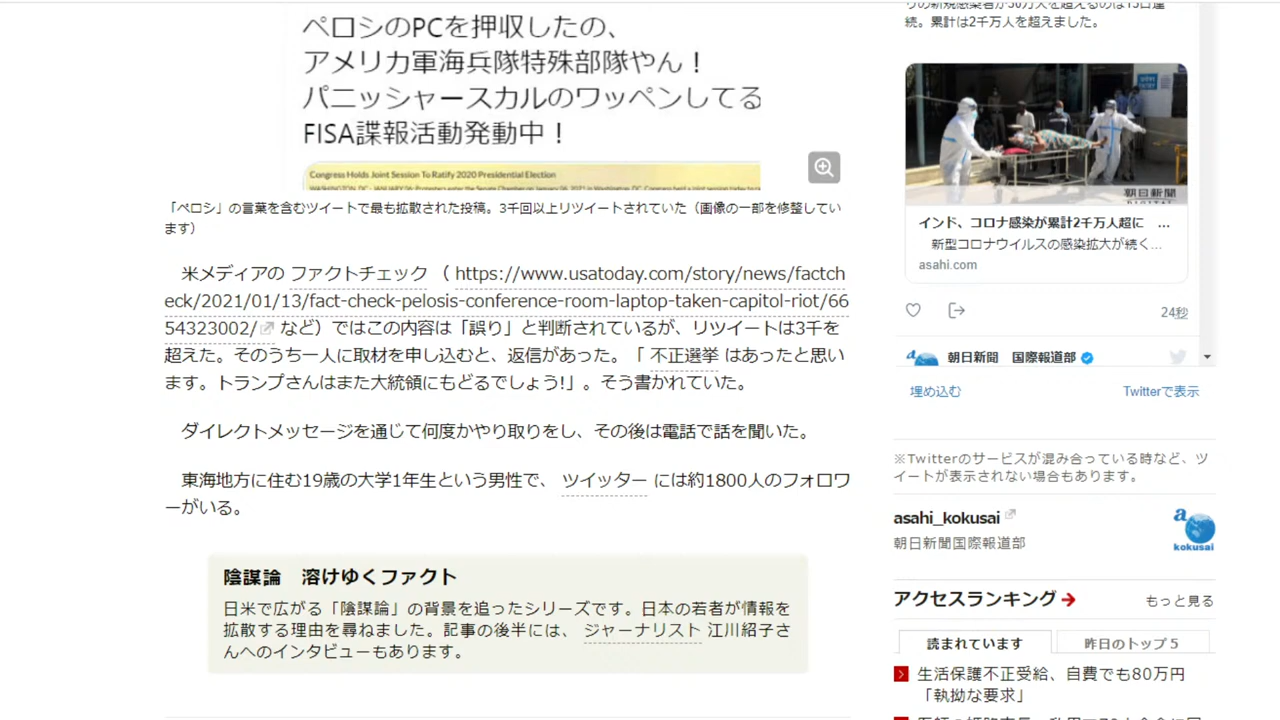 ペロシのPCを押収したの、
アメリカ軍海兵隊特殊部隊やん！
パニッシャースカルのワッペンしてる
FISA諜報活動発動中！
Congress Holds Joint Session To Ratify 2020 Presidential Election
「ペロシ」の言葉を含むツイートで最も拡散された投稿。3千回以上リツイートされていた（画像の一部を修整してい
ます）
米メディアの ファクトチェック （ https://www.usatoday.com/story/news/factch
eck/2021/01/13/fact-check-pelosis-conference-room-laptop-taken-capitol-riot/66
54323002/ など）ではこの内容は「誤り」と判断されているが、リツイートは3千を
超えた。そのうち一人に取材を申し込むと、返信があった。「 不正選挙 はあったと思い
ます。トランプさんはまた大統領にもどるでしょう!」。そう書かれていた。
ダイレクトメッセージを通じて何度かやり取りをし、その後は電話で話を聞いた。
東海地方に住む19歳の大学1年生という男性で、 ツイッター には約1800人のフォロワ
ーがいる。
陰謀論　溶けゆくファクト
日米で広がる「陰謀論」の背景を追ったシリーズです。日本の若者が情報を
拡散する理由を尋ねました。記事の後半には、 ジャーナリスト 江川紹子さ
んへのインタビューもあります。
りの新規感染者が30万人を超えるのは13日連
続。累計は2千万人を超えました。
朝日新聞
DIGITAL
インド、コロナ感染が累計2千万人超に …
新型コロナウイルスの感染拡大が続く…
asahi.com
24秒
朝日新聞　国際報道部
埋め込む
Twitterで表示
※Twitterのサービスが混み合っている時など、ツ
イートが表示されない場合もあります。
asahi_kokusai
朝日新聞国際報道部
a
kokusai
アクセスランキング
もっと見る
読まれています
昨日のトップ５
生活保護不正受給、自費でも80万円
「執拗な要求」